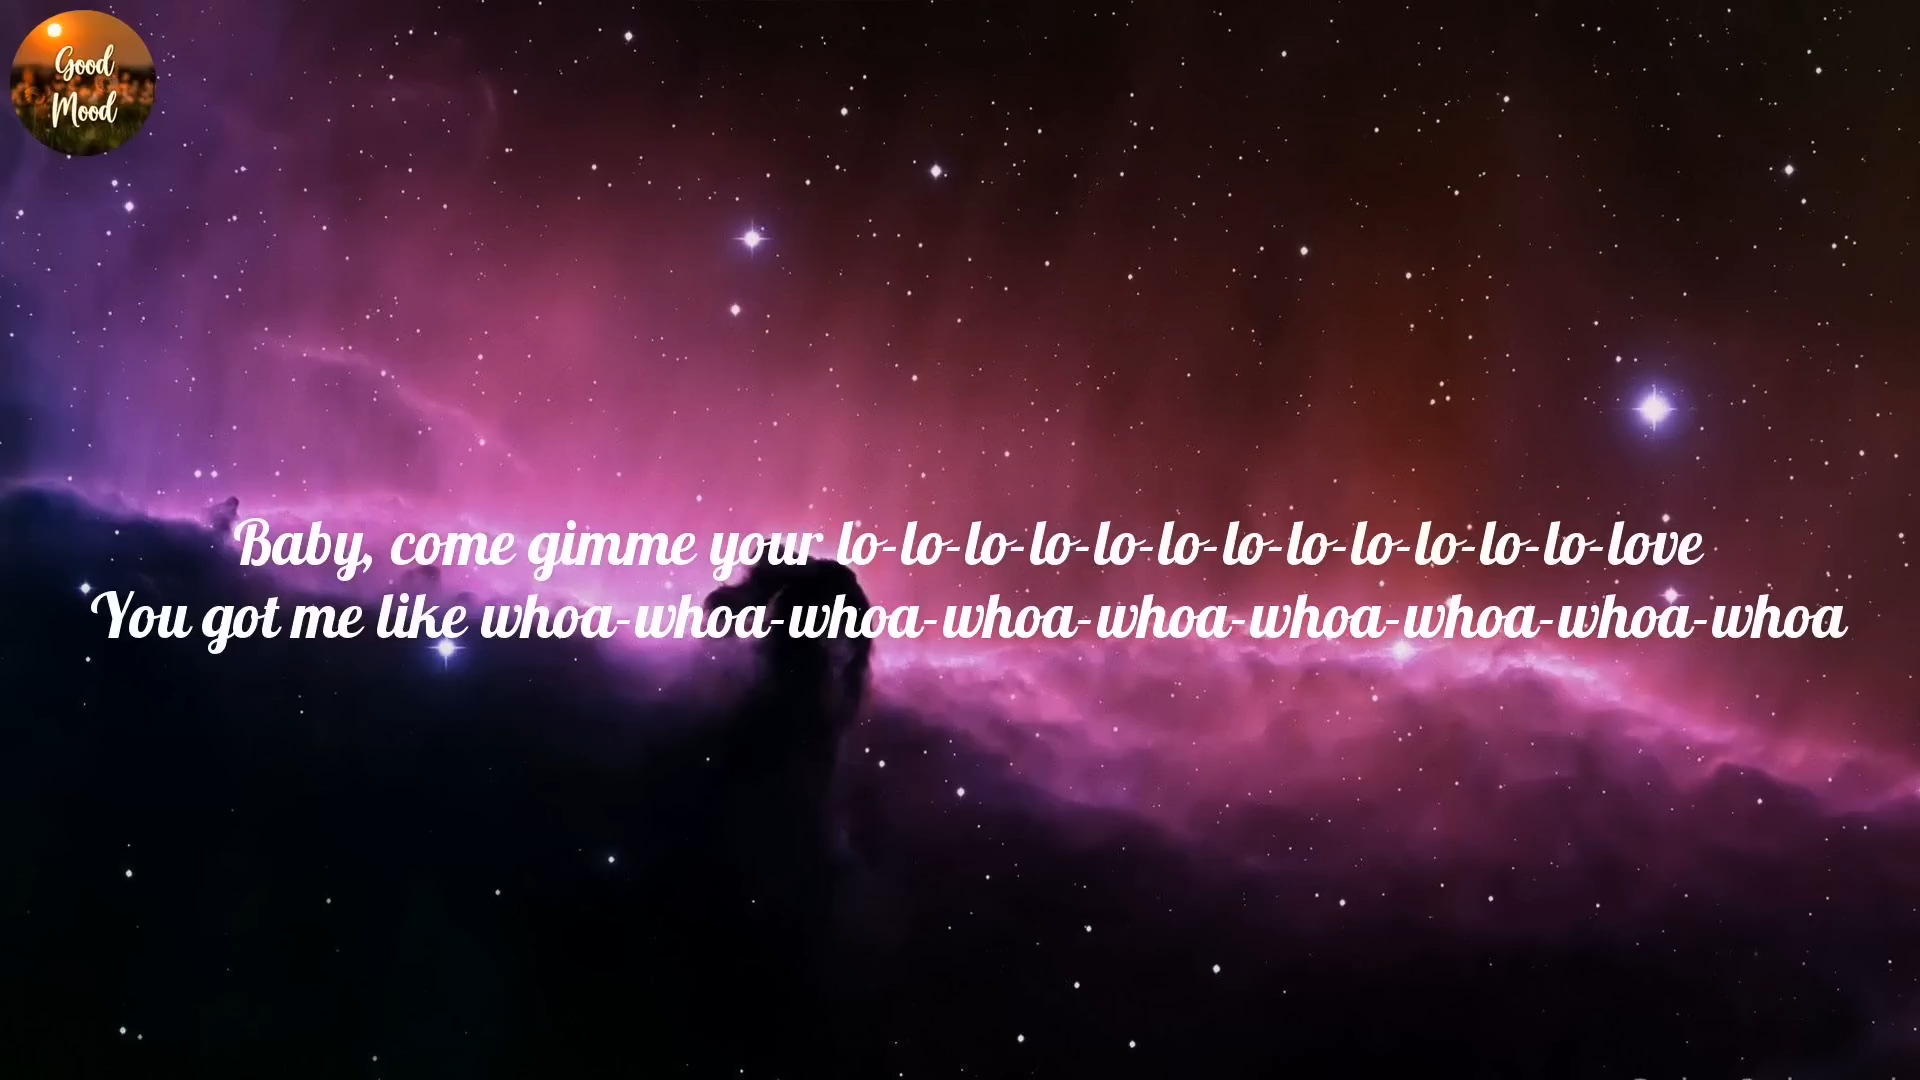 Good
Mood
Baby, come gimme your lo-lo-lo-lo-lo-lo-lo-lo-lo-lo-lo-lo-love
You got me like whoa-whoa-whoa-whoa-whoa-whoa-whoa-whoa-whoa